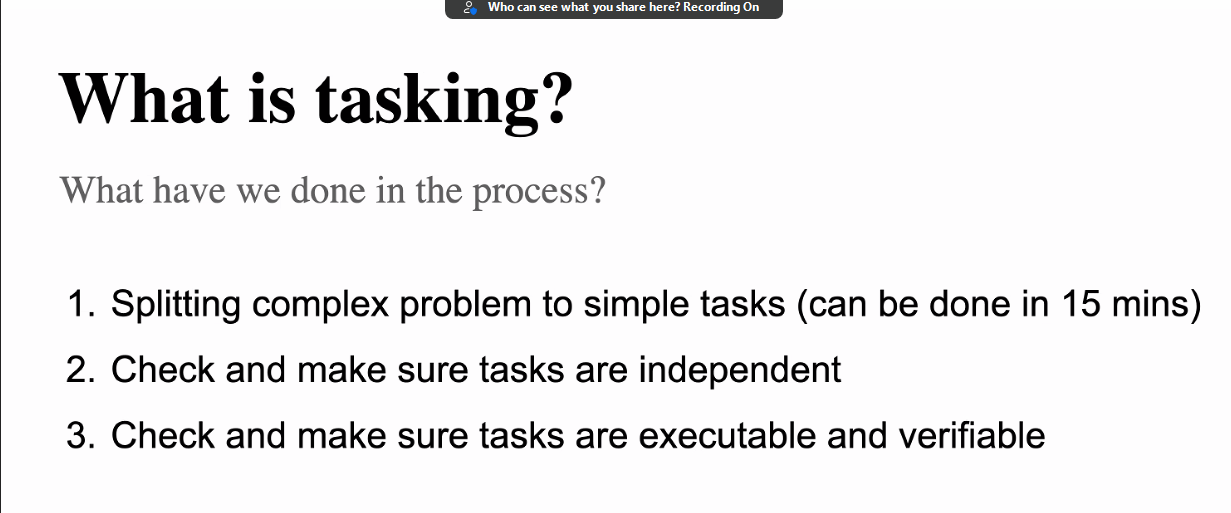 Who can see what you share here? Recording On
What is tasking?
What have we done in the process?
1. Splitting complex problem to simple tasks (can be done in 15 mins)
2. Check and make sure tasks are independent
3. Check and make sure tasks are executable and verifiable